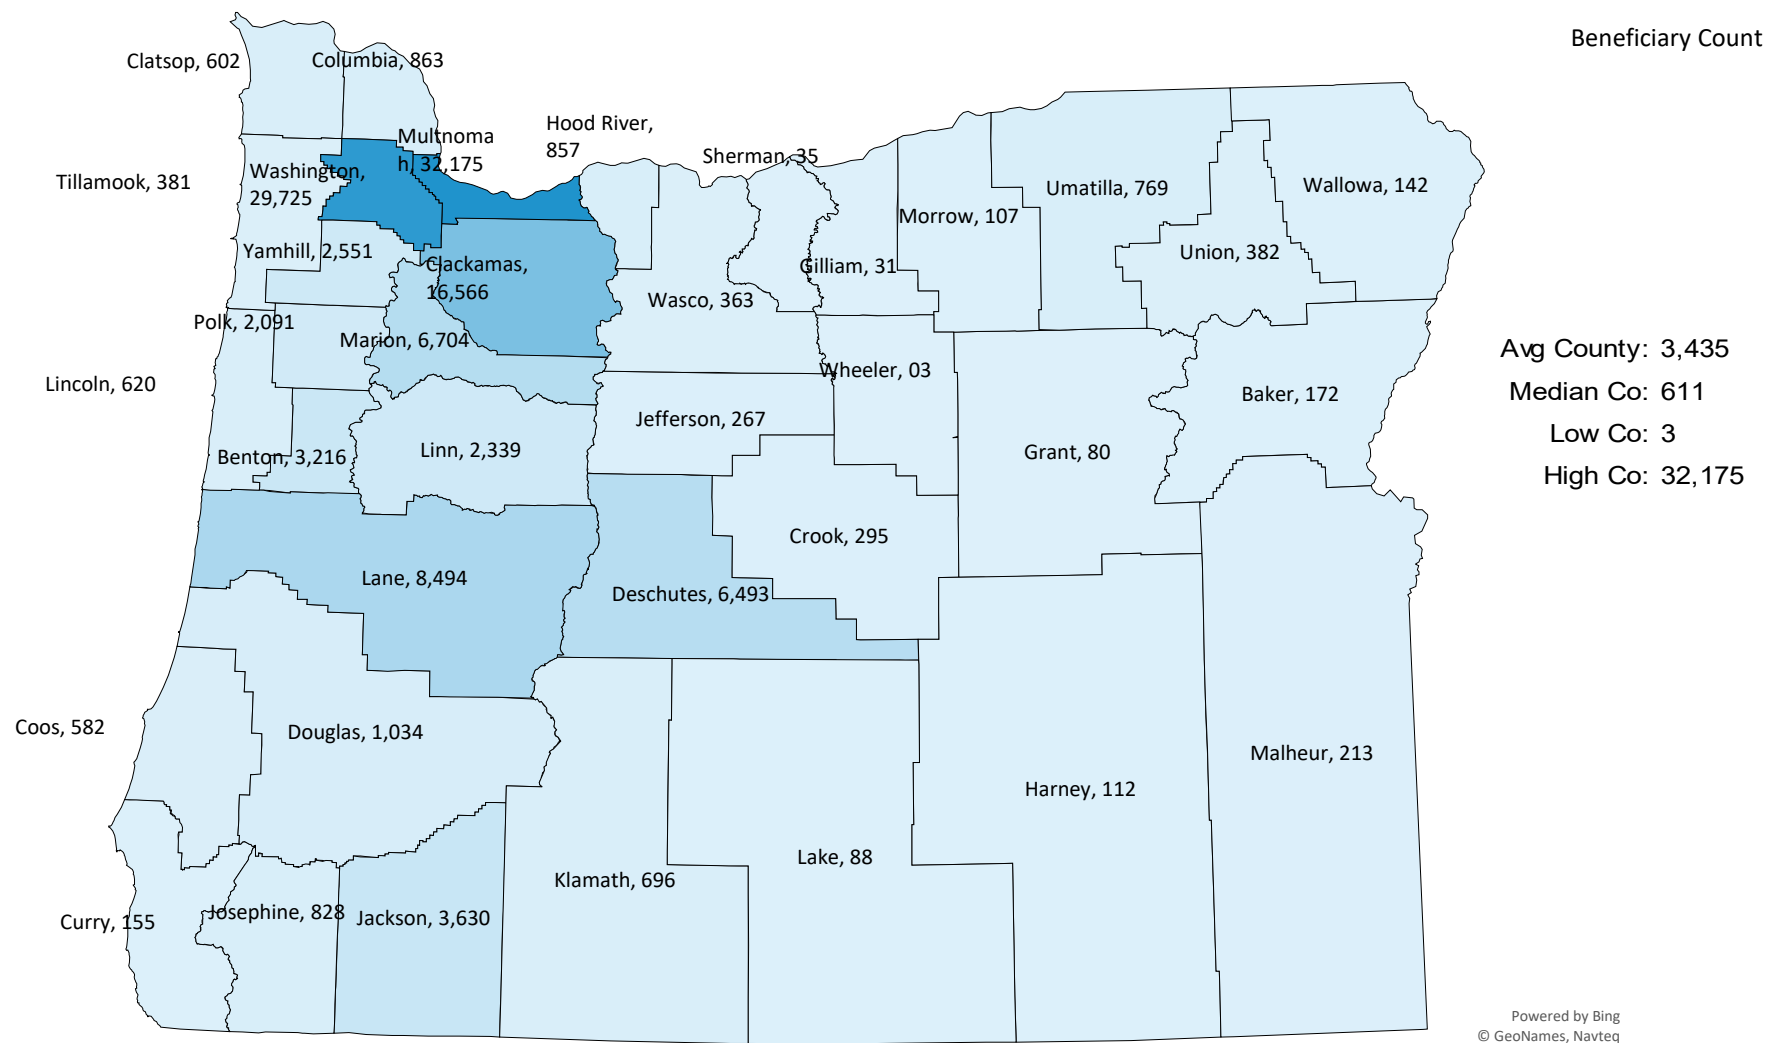 Beneficiary Count
Clatsop, 602
Columbia, 863
Multnoma
h, 32,175
Hood River,
857
Sherman, 35
Washington,
29,725
Tillamook, 381
Umatilla, 769
Wallowa, 142
Morrow, 107
Yamhill, 2,551
Clackamas,
16,566
Gilliam, 31
Union, 382
Wasco, 363
Polk, 2,091
Marion, 6,704
Wheeler, 03
Lincoln, 620
Jefferson, 267
Baker, 172
Avg County: 3,435
Median Co: 611
Low Co: 3
High Co: 32,175
Benton, 3,216
Linn, 2,339
Grant, 80
Crook, 295
Lane, 8,494
Deschutes, 6,493
Coos, 582
Douglas, 1,034
Malheur, 213
Harney, 112
Lake, 88
Klamath, 696
Curry, 155
Josephine, 828
Jackson, 3,630
Powered by Bing
© GeoNames, Navteq